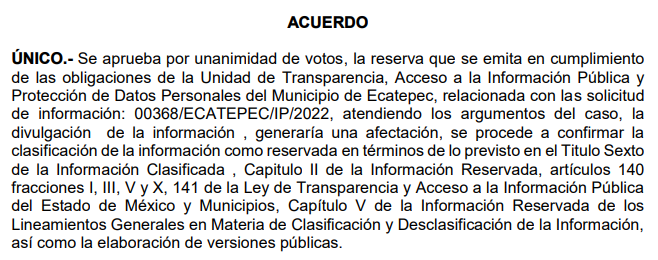 ACUERDO
ÚNICO.- Se aprueba por unanimidad de votos, la reserva que se emita en cumplimiento
de las obligaciones de la Unidad de Transparencia, Acceso a la Información Pública y
Protección de Datos Personales del Municipio de Ecatepec, relacionada con las solicitud
de información: 00368/ECATEPEC/IP/2022, atendiendo los argumentos del caso, la
divulgación de la información , generaría una afectación, se procede a confirmar la
clasificación de la información como reservada en términos de lo previsto en el Titulo Sexto
de la Información Clasificada , Capitulo II de la Información Reservada, artículos 140
fracciones I, III, V y X, 141 de la Ley de Transparencia y Acceso a la Información Pública
del Estado de México y Municipios, Capítulo V de la Información Reservada de los
Lineamientos Generales en Materia de Clasificación y Desclasificación de la Información,
así como la elaboración de versiones públicas.